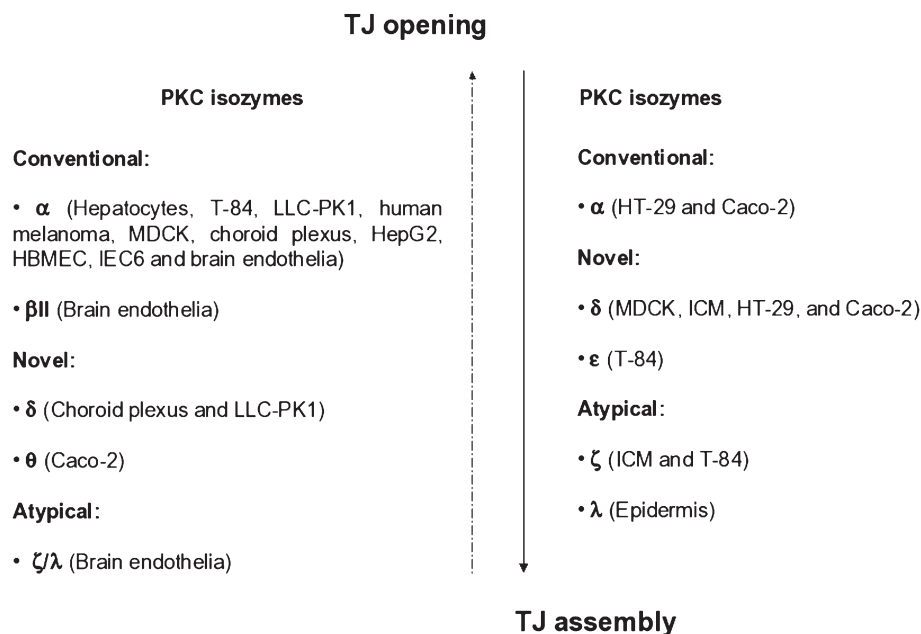 TJ opening
PKC isozymes
Conventional:
• α (Hepatocytes, T-84, LLC-PK1, human
melanoma, MDCK, choroid plexus, HepG2,
HBMEC, IEC6 and brain endothelia)
• βII (Brain endothelia)
Novel:
• δ (Choroid plexus and LLC-PK1)
• θ (Caco-2)
Atypical:
• ζ/λ (Brain endothelia)
PKC isozymes
Conventional:
• α (HT-29 and Caco-2)
Novel:
• δ (MDCK, ICM, HT-29, and Caco-2)
• ε (T-84)
Atypical:
• ζ (ICM and T-84)
• λ (Epidermis)
TJ assembly